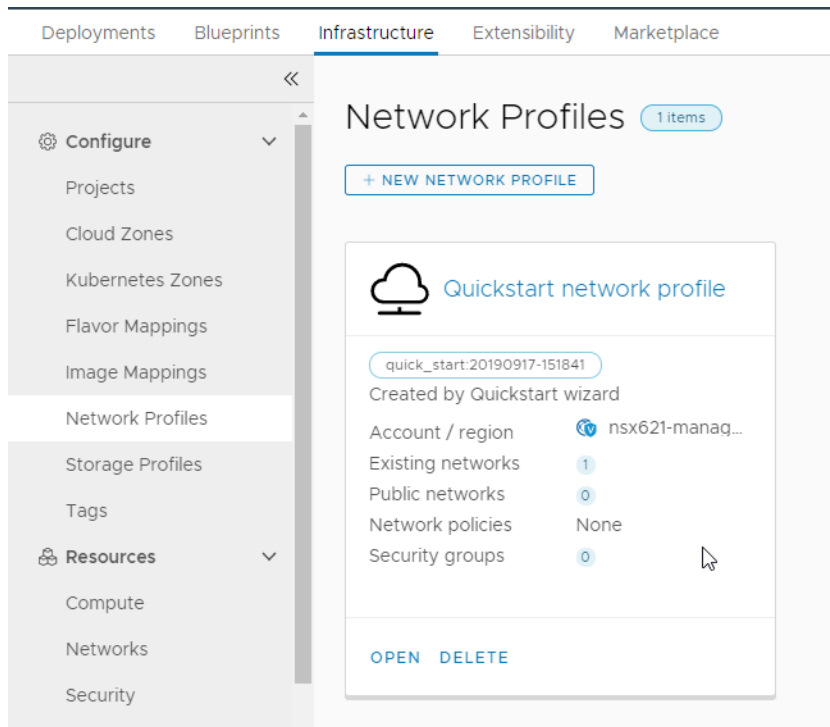 Deployments Blueprints Infrastructure Extensibility Marketplace
Configure
Projects
Cloud Zones
Kubernetes Zones
Flavor Mappings
Image Mappings
Network Profiles
Storage Profiles
Tags
Resources
Compute
Networks
Security
Network Profiles 1 items
+ NEW NETWORK PROFILE
Quickstart network profile
quick_start:20190917-151841
Created by Quickstart wizard
Account / region nsx621-manag...
Existing networks 1
Public networks 0
Network policies None
Security groups 0
OPEN DELETE